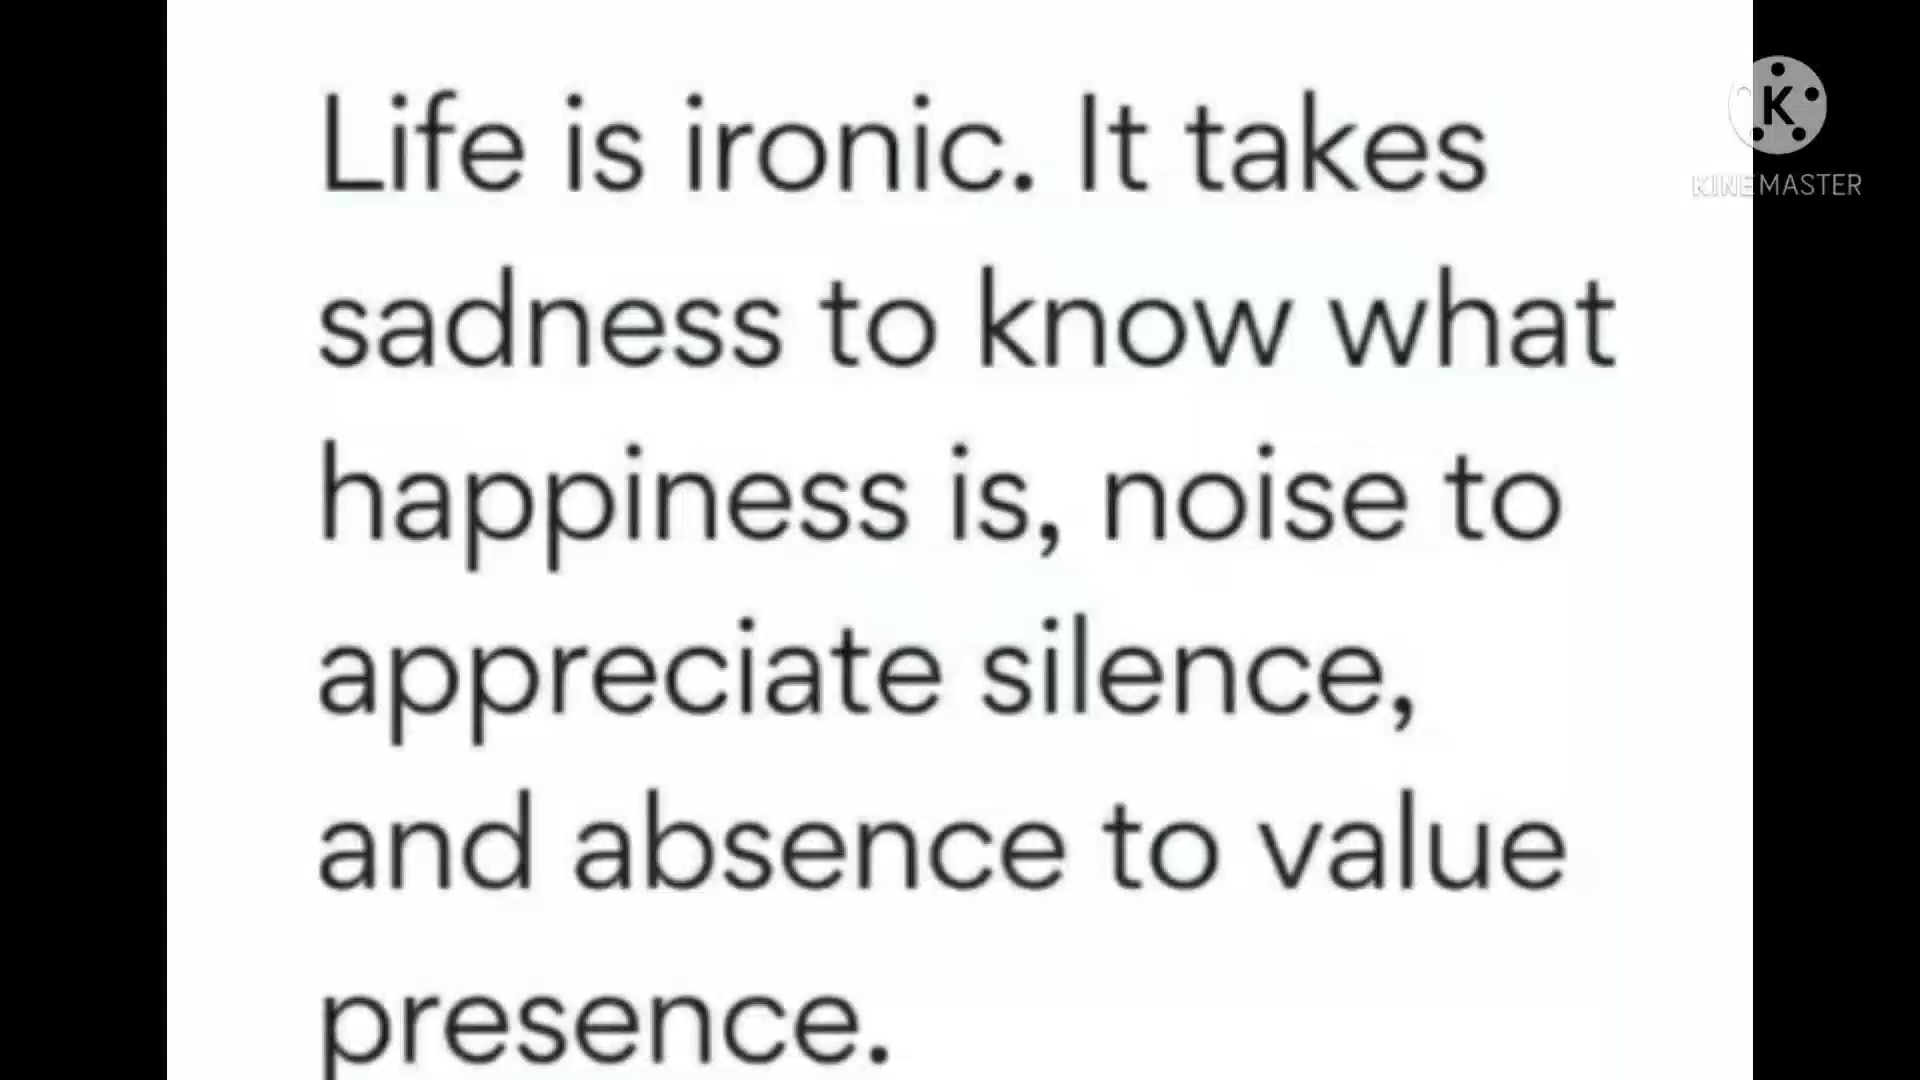 Life is ironic. It takes
sadness to know what
happiness is, noise to
appreciate silence,
and absence to value
presence.
K
KINEMASTER